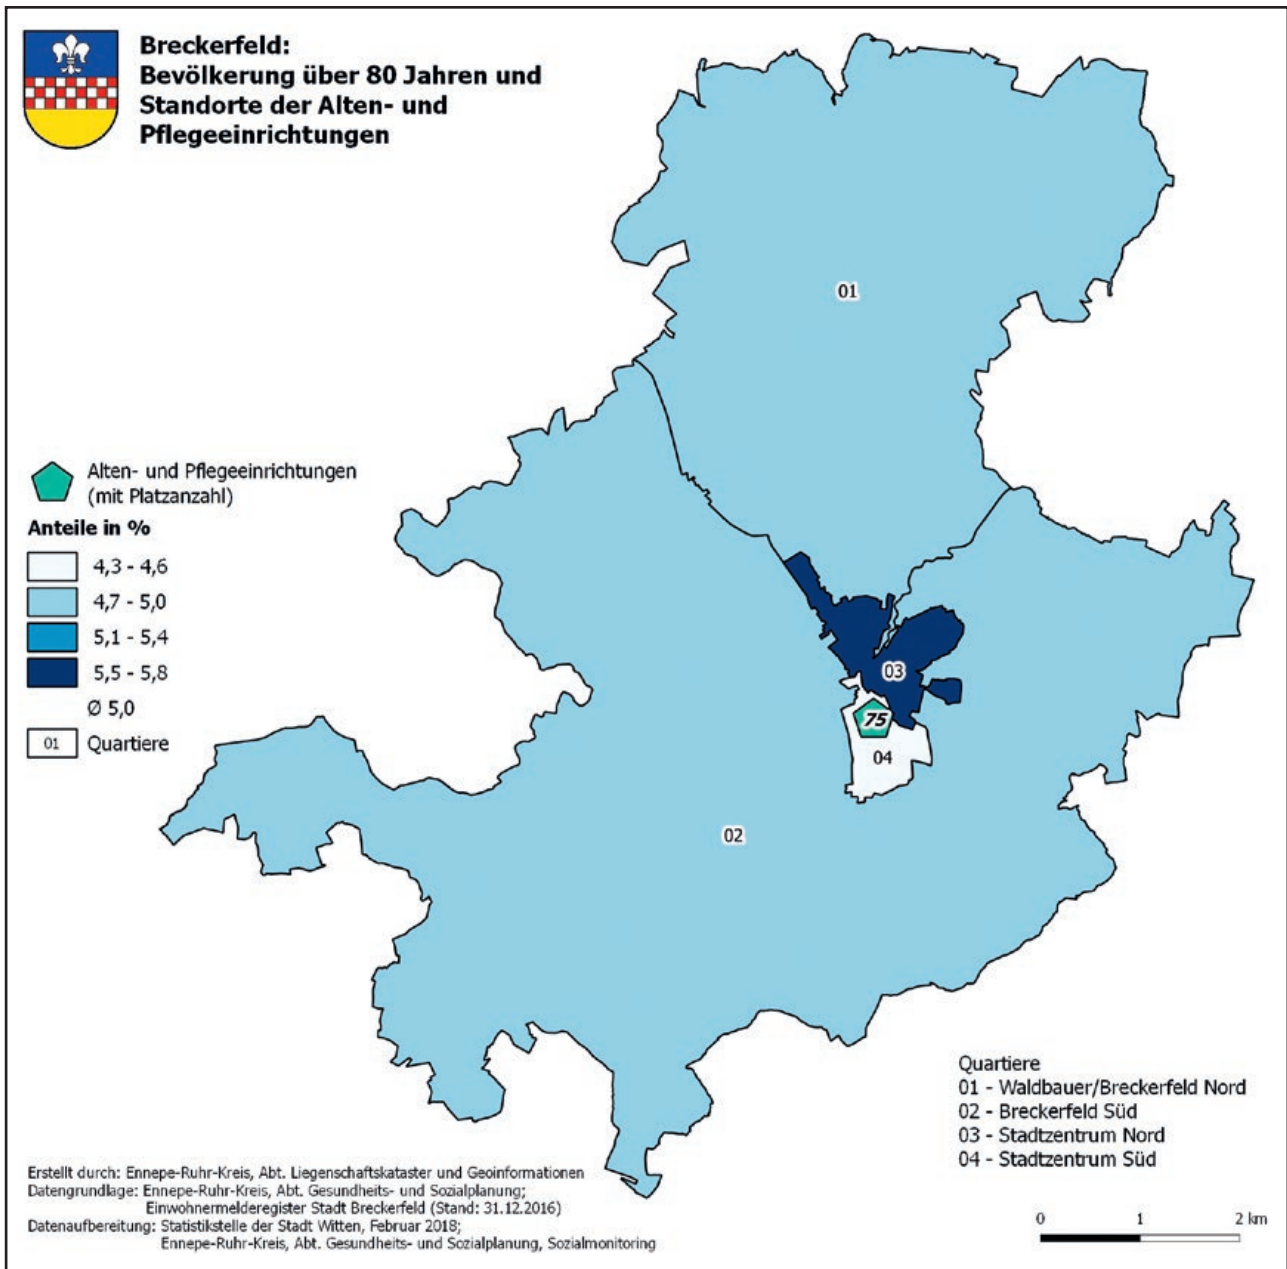 Breckerfeld:
Bevölkerung über 80 Jahren und
Standorte der Alten- und
Pflegeeinrichtungen
01
Alten- und Pflegeeinrichtungen
(mit Platzanzahl)
Anteile in %
4,3 - 4,6
4,7 - 5,0
5,1 - 5,4
5,5 - 5,8
Ø 5,0
01 Quartiere
03
75
04
02
Quartiere
01 - Waldbauer/Breckerfeld Nord
02 - Breckerfeld Süd
03 - Stadtzentrum Nord
04 - Stadtzentrum Süd
Erstellt durch: Ennepe-Ruhr-Kreis, Abt. Liegenschaftskataster und Geoinformationen
Datengrundlage: Ennepe-Ruhr-Kreis, Abt. Gesundheits- und Sozialplanung;
Einwohnermelderegister Stadt Breckerfeld (Stand: 31.12.2016)
Datenaufbereitung: Statistikstelle der Stadt Witten, Februar 2018;
Ennepe-Ruhr-Kreis, Abt. Gesundheits- und Sozialplanung, Sozialmonitoring
0 1 2 km